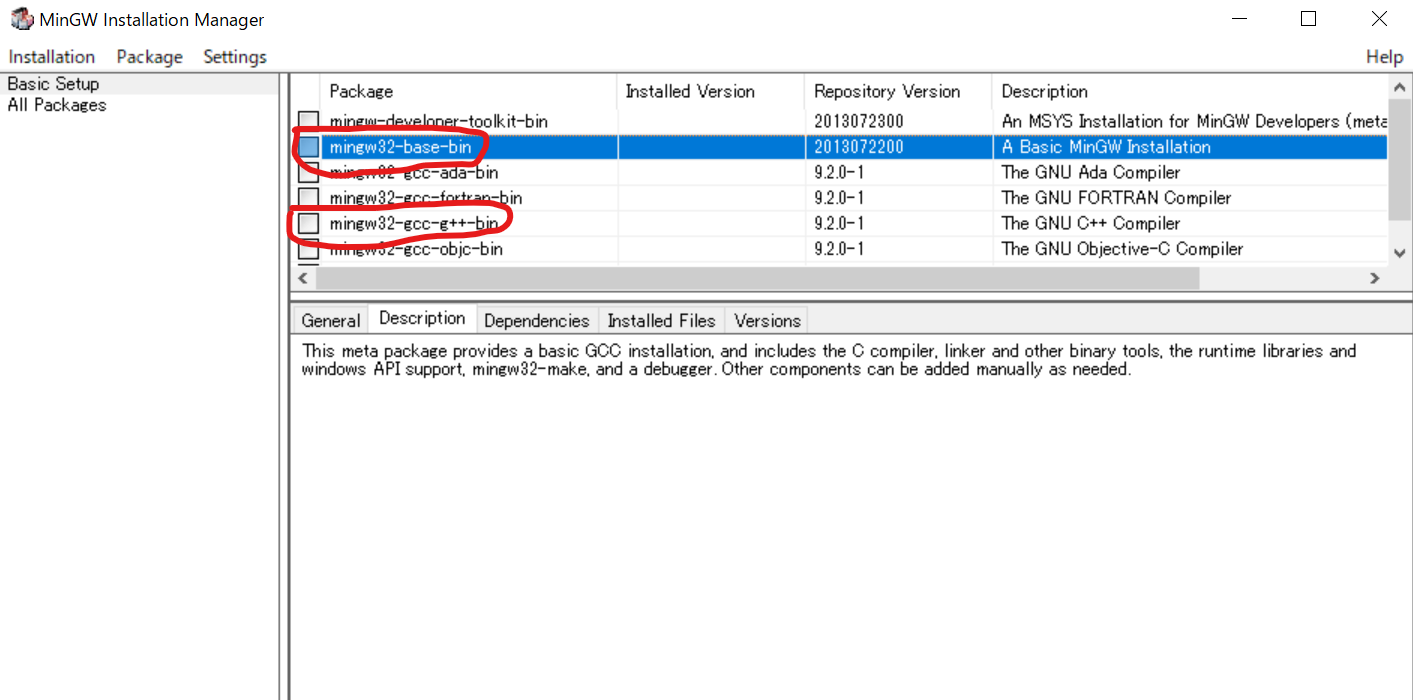 MinGW Installation Manager
Installation Package Settings Help
Basic Setup
All Packages
Package Installed Version Repository Version Description
mingw-developer-toolkit-bin 2013072300 An MSYS Installation for MinGW Developers (meta
mingw32-base-bin 2013072200 A Basic MinGW Installation
mingw32-gcc-ada-bin 9.2.0-1 The GNU Ada Compiler
mingw32-gcc-fortran-bin 9.2.0-1 The GNU FORTRAN Compiler
mingw32-gcc-g++-bin 9.2.0-1 The GNU C++ Compiler
mingw32-gcc-objc-bin 9.2.0-1 The GNU Objective-C Compiler
General Description Dependencies Installed Files Versions
This meta package provides a basic GCC installation, and includes the C compiler, linker and other binary tools, the runtime libraries and
windows API support, mingw32-make, and a debugger. Other components can be added manually as needed.